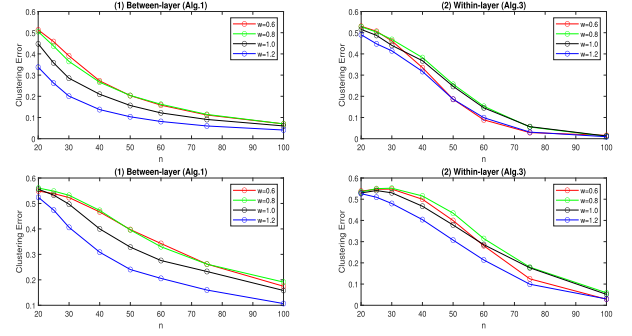 (1) Between-layer (Alg.1)
0.6
0.5
0.4
0.3
0.2
0.1
0
Clustering Error
w=0.6
w=0.8
w=1.0
w=1.2
20 30 40 50 60 70 80 90 100
n
(2) Within-layer (Alg.3)
0.6
0.5
0.4
0.3
0.2
0.1
0
Clustering Error
w=0.6
w=0.8
w=1.0
w=1.2
20 30 40 50 60 70 80 90 100
n
(1) Between-layer (Alg.1)
0.6
0.5
0.4
0.3
0.2
0.1
Clustering Error
w=0.6
w=0.8
w=1.0
w=1.2
20 30 40 50 60 70 80 90 100
n
(2) Within-layer (Alg.3)
0.6
0.5
0.4
0.3
0.2
0.1
0
Clustering Error
w=0.6
w=0.8
w=1.0
w=1.2
20 30 40 50 60 70 80 90 100
n